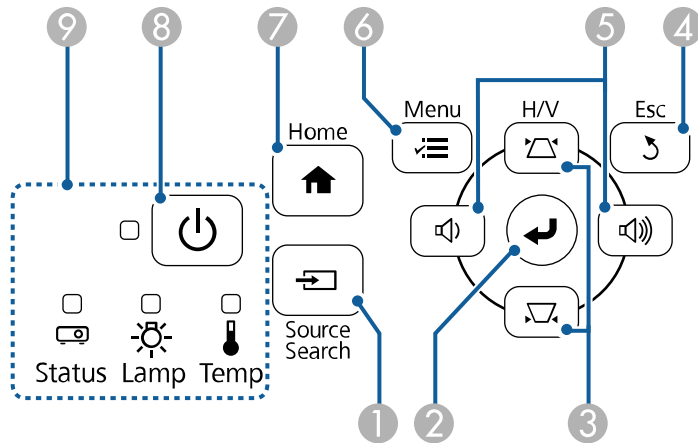 9
8
7
6
5
4
Menu
H/V
Esc
Home
Source
Search
Status
Lamp
Temp
1
2
3